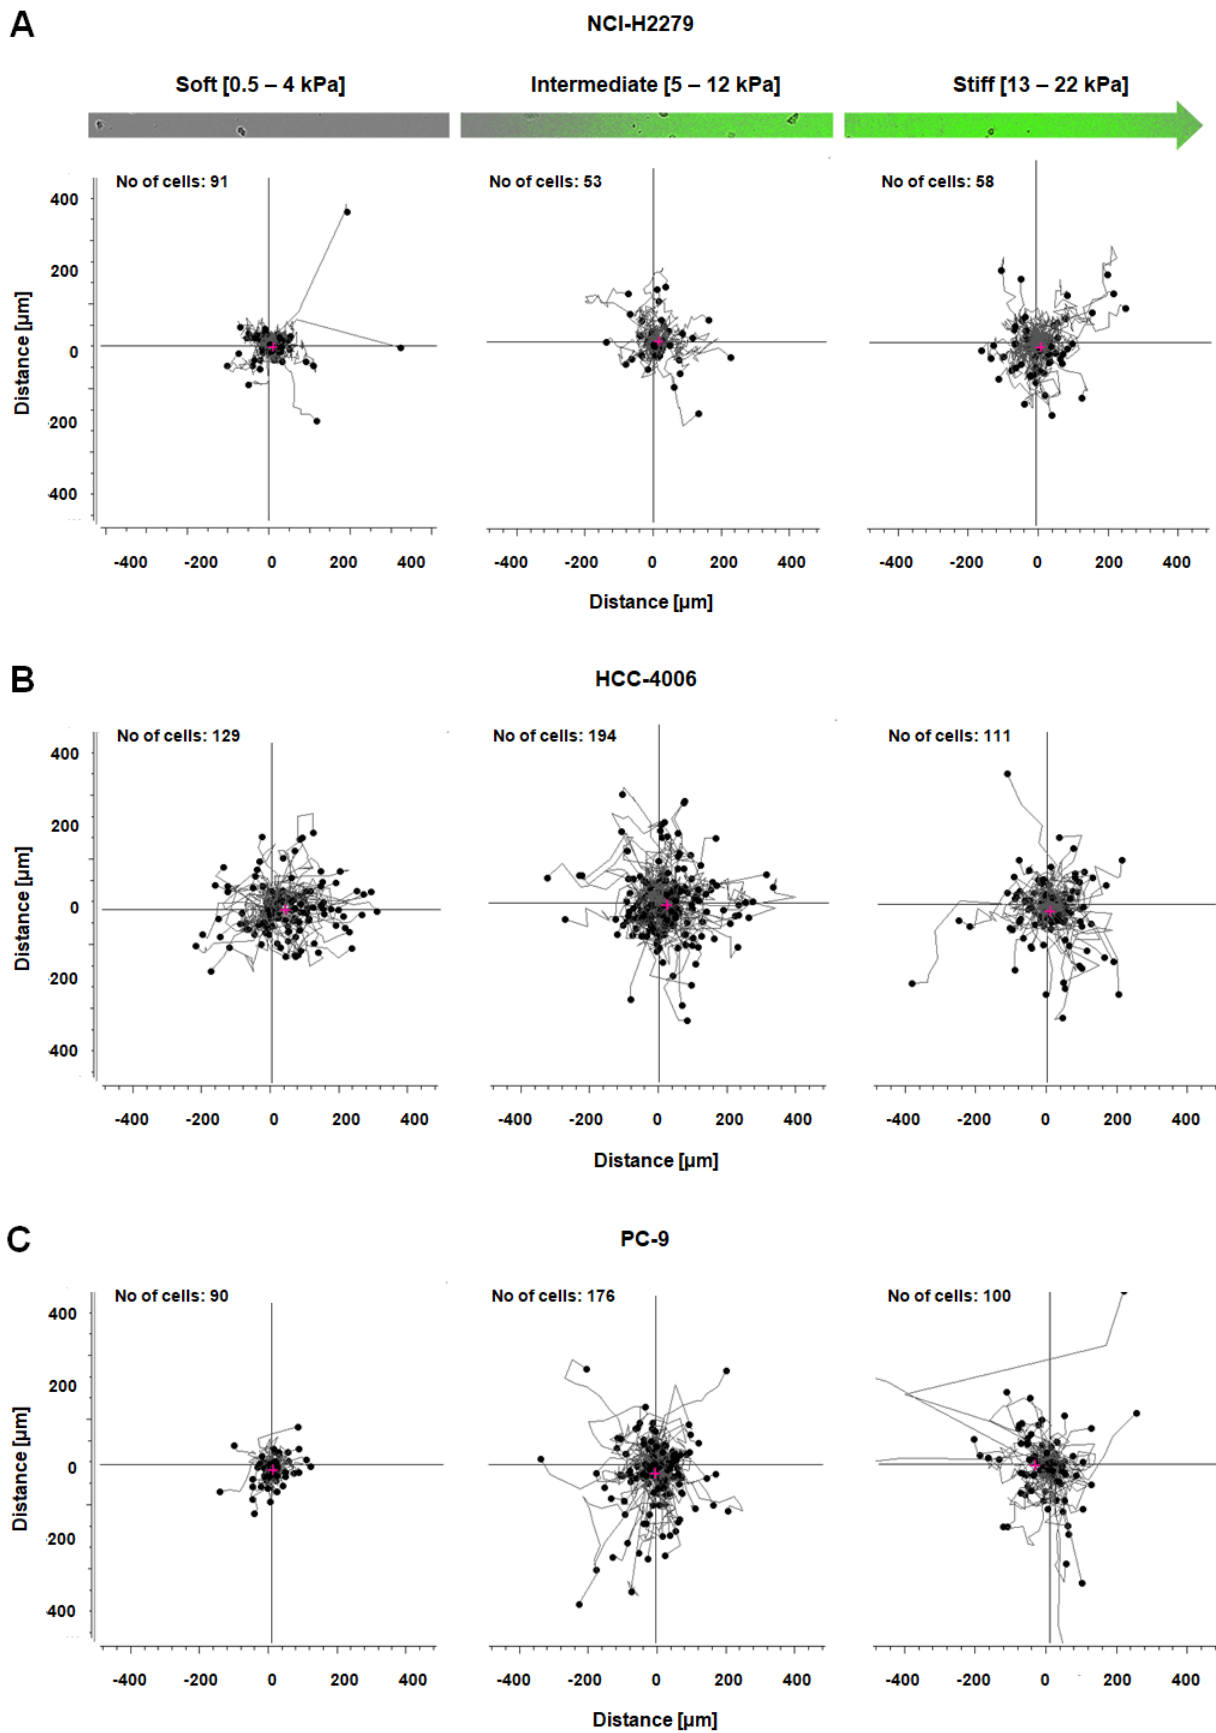 A
NCI-H2279
Soft [0.5 – 4 kPa]
Intermediate [5 – 12 kPa]
Stiff [13 – 22 kPa]
No of cells: 91
No of cells: 53
No of cells: 58
400
200
0
-200
-400
Distance [µm]
-400 -200 0 200 400
-400 -200 0 200 400
-400 -200 0 200 400
Distance [µm]
B
HCC-4006
No of cells: 129
No of cells: 194
No of cells: 111
400
200
0
-200
-400
Distance [µm]
-400 -200 0 200 400
-400 -200 0 200 400
-400 -200 0 200 400
Distance [µm]
C
PC-9
No of cells: 90
No of cells: 176
No of cells: 100
400
200
0
-200
-400
Distance [µm]
-400 -200 0 200 400
-400 -200 0 200 400
-400 -200 0 200 400
Distance [µm]